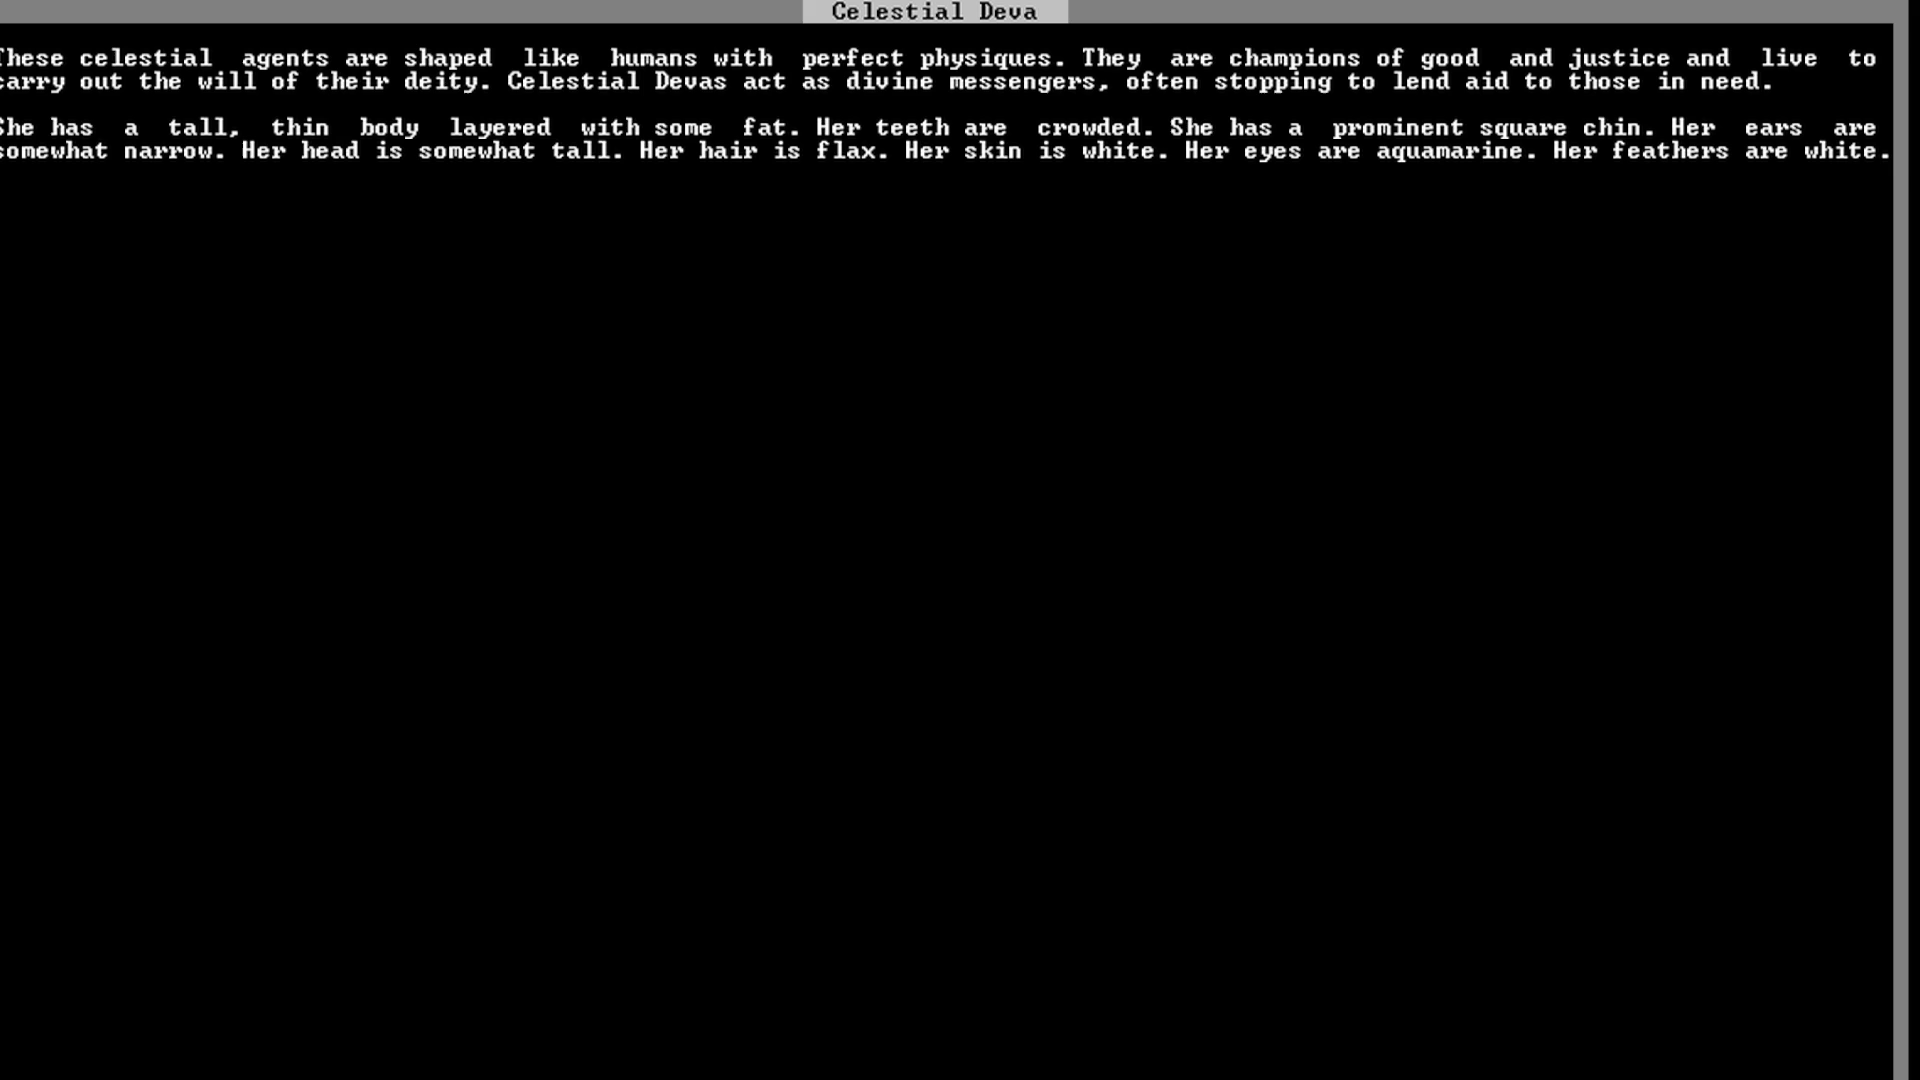 Celestial Deva
These celestial agents are shaped like humans with perfect physiques. They are champions of good and justice and live to
carry out the will of their deity. Celestial Devas act as divine messengers, often stopping to lend aid to those in need.
She has a tall, thin body layered with some fat. Her teeth are crowded. She has a prominent square chin. Her ears are
somewhat narrow. Her head is somewhat tall. Her hair is flax. Her skin is white. Her eyes are aquamarine. Her feathers are white.